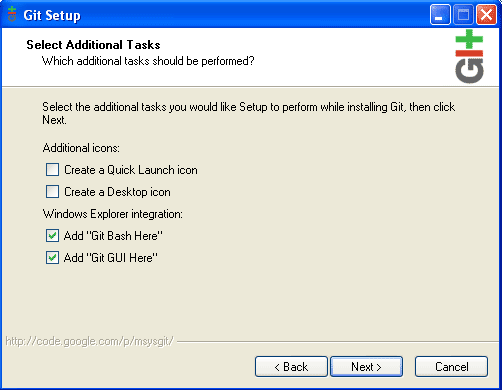 Git Setup
Select Additional Tasks
Which additional tasks should be performed?
GIT
Select the additional tasks you would like Setup to perform while installing Git, then click
Next.
Additional icons:
Create a Quick Launch icon
Create a Desktop icon
Windows Explorer integration:
Add "Git Bash Here"
Add "Git GUI Here"
http://code.google.com/p/msysgit/
< Back
Next >
Cancel